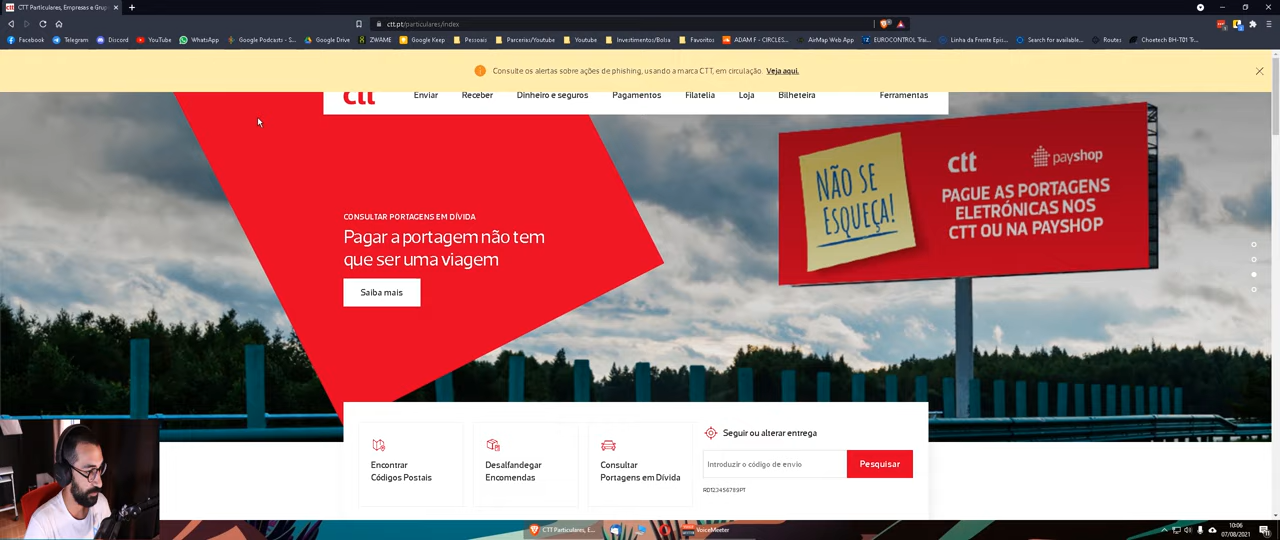 CTT Particulares, Empresas e Grup
ctt.pt/particulares/index
Facebook Telegram Discord YouTube WhatsApp Google Podcasts - S... Google Drive ZWAME Google Keep Pessoais Parcerias/Youtube Youtube Investimentos/Bolsa Favoritos ADAM F - CIRCLES... AirMap Web App EUROCONTROL Trai... Linha da Frente Epis... Search for available... Routes Choetech BH-T01 Tr...
Consulte os alertas sobre ações de phishing, usando a marca CTT, em circulação. Veja aqui.
ctt Enviar Receber Dinheiro e seguros Pagamentos Filatelia Loja Bilheteira Ferramentas
NÃO SE
ESQUEÇA!
ctt payshop
PAGUE AS PORTAGENS
ELETRÓNICAS NOS
CTT OU NA PAYSHOP
CONSULTAR PORTAGENS EM DÍVIDA
Pagar a portagem não tem
que ser uma viagem
Saiba mais
Encontrar
Códigos Postais
Desalfandegar
Encomendas
Consultar
Portagens em Dívida
Seguir ou alterar entrega
Introduzir o código de envio Pesquisar
RD123456789PT
CTT Particulares, E... VoiceMeeter
10:06
07/08/2021